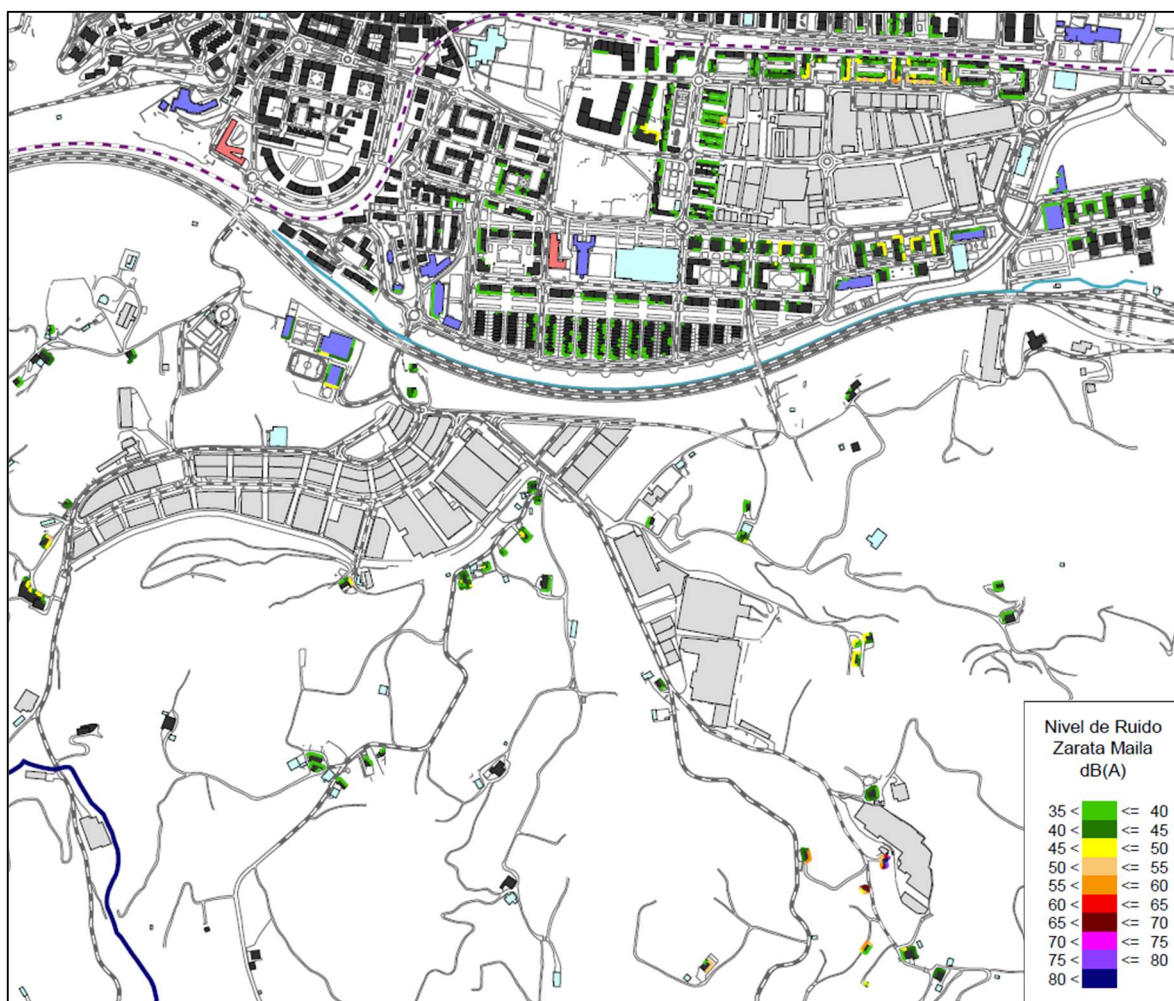 Nivel de Ruido
Zarata Maila
dB(A)
35 < <= 40
40 < <= 45
45 < <= 50
50 < <= 55
55 < <= 60
60 < <= 65
65 < <= 70
70 < <= 75
75 < <= 80
80 <